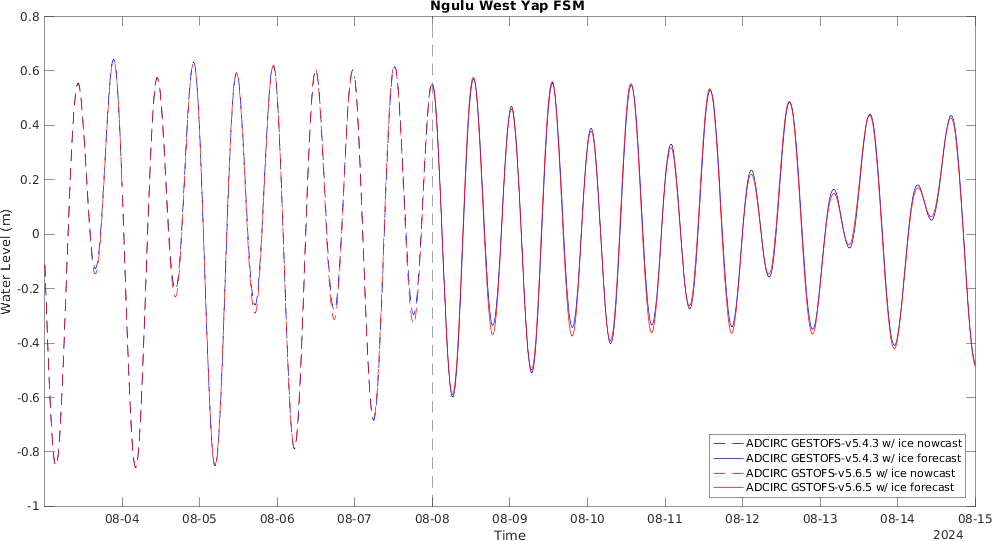 Ngulu West Yap FSM
0.8
0.6
0.4
0.2
0
-0.2
-0.4
-0.6
-0.8
-1
Water Level (m)
ADCIRC GESTOFS-v5.4.3 w/ ice nowcast
ADCIRC GESTOFS-v5.4.3 w/ ice forecast
ADCIRC GSTOFS-v5.6.5 w/ ice nowcast
ADCIRC GSTOFS-v5.6.5 w/ ice forecast
08-04 08-05 08-06 08-07 08-08 08-09 08-10 08-11 08-12 08-13 08-14 08-15
Time
2024